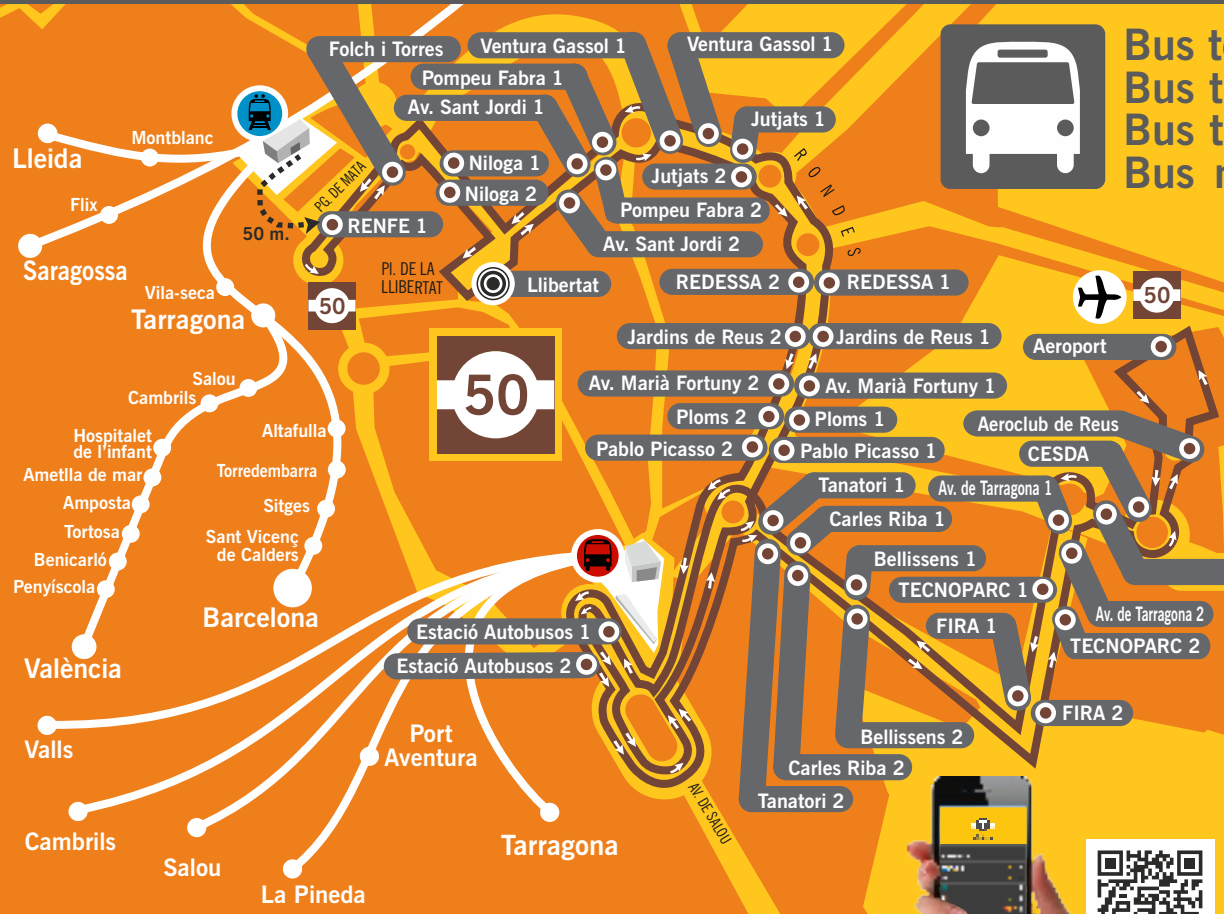 Folch i Torres
Ventura Gassol 1
Ventura Gassol 1
Pompeu Fabra 1
Av. Sant Jordi 1
Jutjats 1
Bus
Bus
Bus
Bus
Lleida
Montblanc
Niloga 1
Niloga 2
Jutjats 2
RONDES
PG. DE MATA
Flix
Pompeu Fabra 2
RENFE 1
50 m.
Av. Sant Jordi 2
Saragossa
PI. DE LA
LLIBERTAT
Llibertat
REDESSA 2
REDESSA 1
Vila-seca
50
50
Tarragona
Jardins de Reus 2
Jardins de Reus 1
Aeroport
50
Salou
Cambrils
Av. Marià Fortuny 2
Av. Marià Fortuny 1
Ploms 2
Ploms 1
Aeroclub de Reus
Hospitalet
de l'infant
Altafulla
Pablo Picasso 2
Pablo Picasso 1
CESDA
Ametlla de mar
Torredembarra
Tanatori 1
Av. de Tarragona 1
Amposta
Sitges
Carles Riba 1
Tortosa
Sant Vicenç
de Calders
Benicarló
Bellissens 1
Penyíscola
TECNOPARC 1
Barcelona
Av. de Tarragona 2
Estació Autobusos 1
FIRA 1
TECNOPARC 2
València
Estació Autobusos 2
FIRA 2
Valls
Port
Aventura
Bellissens 2
Carles Riba 2
Tanatori 2
AV. DE SALOU
Cambrils
Tarragona
Salou
La Pineda